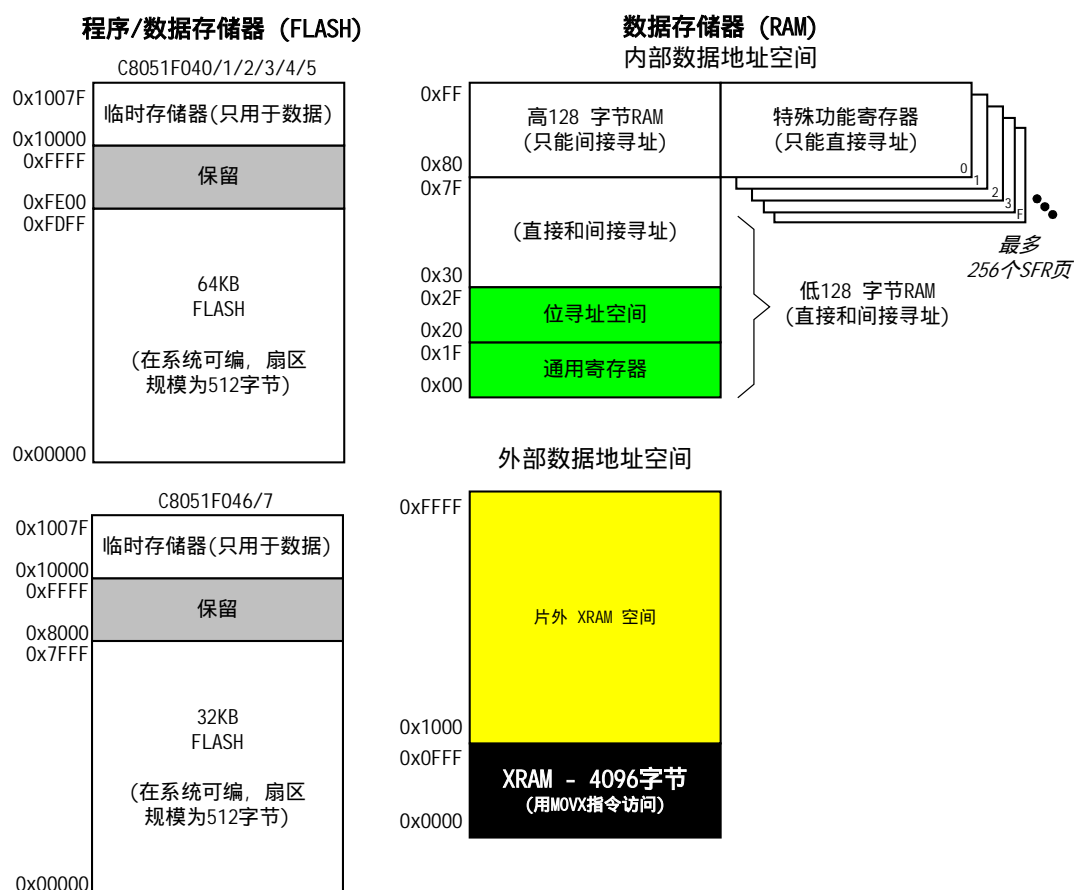 程序/数据存储器 (FLASH)
C8051F040/1/2/3/4/5
0x1007F
临时存储器(只用于数据)
0x10000
0xFFFF
保留
0xFE00
0xFDFF
64KB
FLASH
(在系统可编, 扇区
规模为512字节)
0x00000
C8051F046/7
0x1007F
临时存储器(只用于数据)
0x10000
0xFFFF
保留
0x8000
0x7FFF
32KB
FLASH
(在系统可编, 扇区
规模为512字节)
0x00000
数据存储器 (RAM)
内部数据地址空间
0xFF
高128 字节RAM
(只能间接寻址)
0x80
特殊功能寄存器
(只能直接寻址)
0
1
2
3
F
最多
256个SFR页
0x7F
(直接和间接寻址)
0x30
0x2F
位寻址空间
0x20
0x1F
通用寄存器
0x00
低128 字节RAM
(直接和间接寻址)
外部数据地址空间
0xFFFF
片外 XRAM 空间
0x1000
0x0FFF
XRAM - 4096字节
(用MOVX指令访问)
0x0000